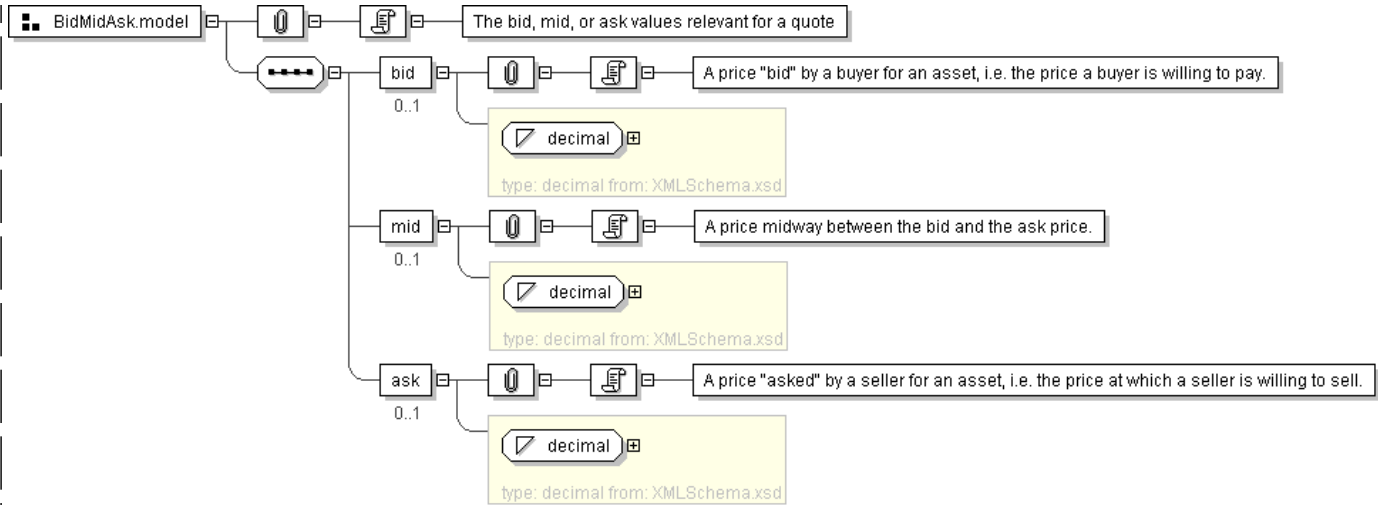 BidMidAsk.model
The bid, mid, or ask values relevant for a quote
bid
A price "bid" by a buyer for an asset, i.e. the price a buyer is willing to pay.
0..1
decimal
type: decimal from: XMLSchema.xsd
mid
A price midway between the bid and the ask price.
0..1
decimal
type: decimal from: XMLSchema.xsd
ask
A price "asked" by a seller for an asset, i.e. the price at which a seller is willing to sell.
0..1
decimal
type: decimal from: XMLSchema.xsd